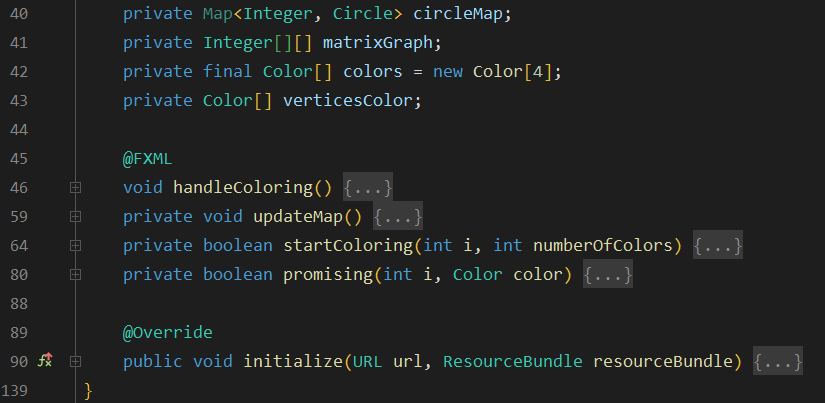 40 private Map<Integer, Circle> circleMap;
41 private Integer[][] matrixGraph;
42 private final Color[] colors = new Color[4];
43 private Color[] verticesColor;
44
45 @FXML
46 void handleColoring() {...}
59 private void updateMap() {...}
64 private boolean startColoring(int i, int numberOfColors) {...}
80 private boolean promising(int i, Color color) {...}
88
89 @Override
90 public void initialize(URL url, ResourceBundle resourceBundle) {...}
139 }